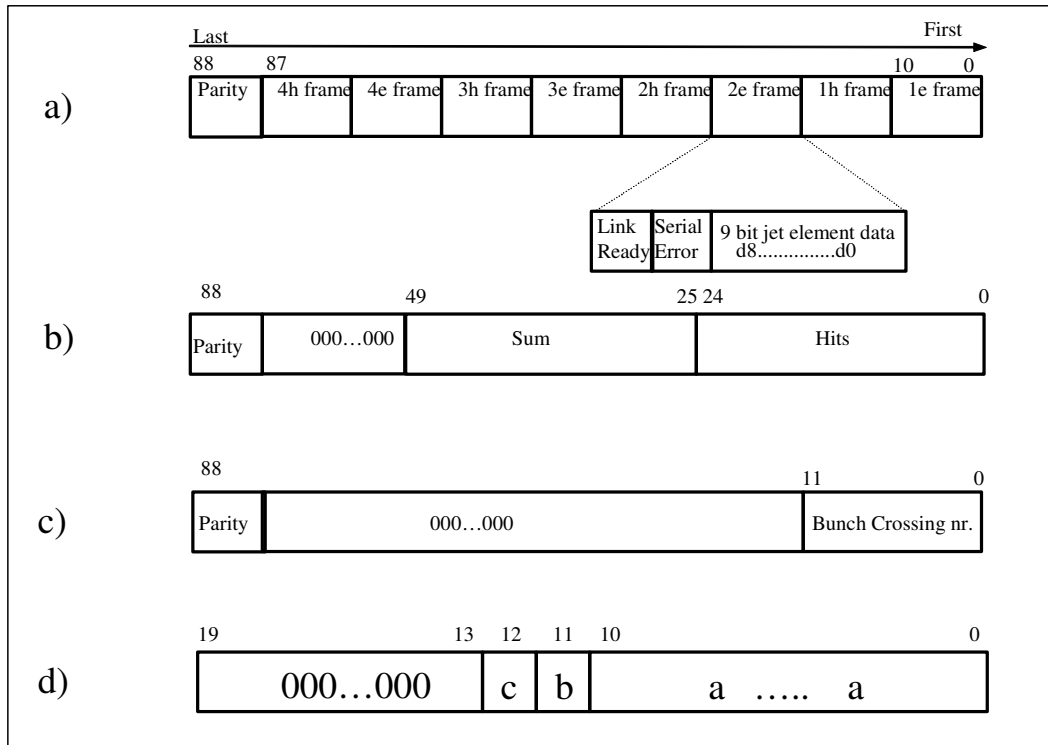 Last First
88 87 10 0
a) Parity 4h frame 4e frame 3h frame 3e frame 2h frame 2e frame 1h frame 1e frame
Link Ready Serial Error 9 bit jet element data
d8...............d0
88 49 25 24 0
b) Parity 000...000 Sum Hits
88 11 0
c) Parity 000...000 Bunch Crossing nr.
19 13 12 11 10 0
d) 000...000 c b a ..... a